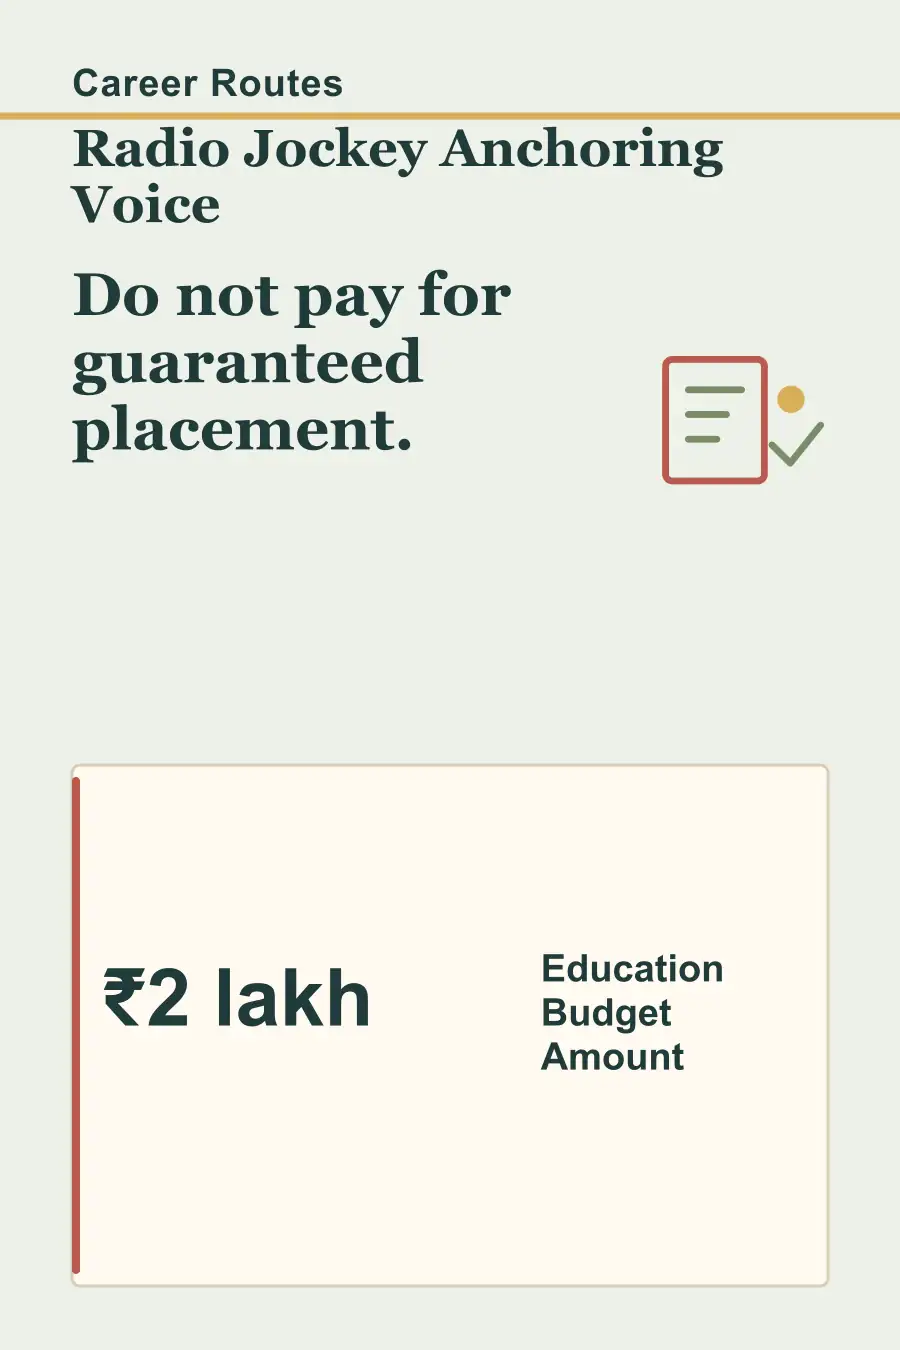 Career Routes
Radio Jockey Anchoring
Voice
Do not pay for
guaranteed
placement.
₹2 lakh
Education
Budget
Amount